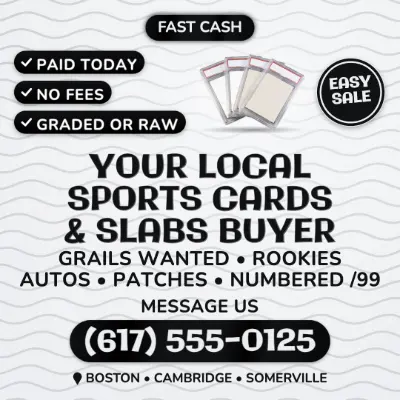 FAST CASH
PAID TODAY
NO FEES
GRADED OR RAW
EASY
SALE
YOUR LOCAL
SPORTS CARDS
& SLABS BUYER
GRAILS WANTED • ROOKIES
AUTOS • PATCHES • NUMBERED /99
MESSAGE US
(617) 555-0125
BOSTON • CAMBRIDGE • SOMERVILLE